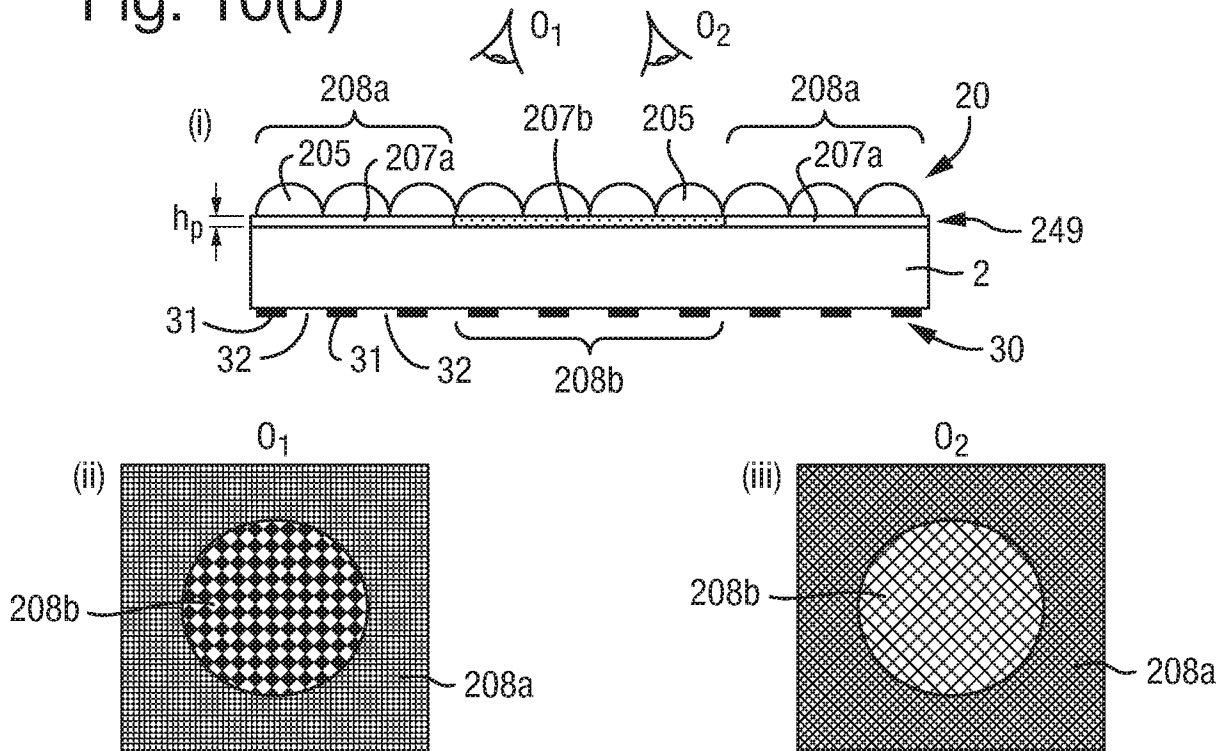 Fig. 10(b)
O1 O2
(i) 208a 207b 205 208a 20
205 207a 207a
hp 249
2
31 32 31 32 208b 30
O1 O2
(ii) (iii)
208b 208a
208b 208a